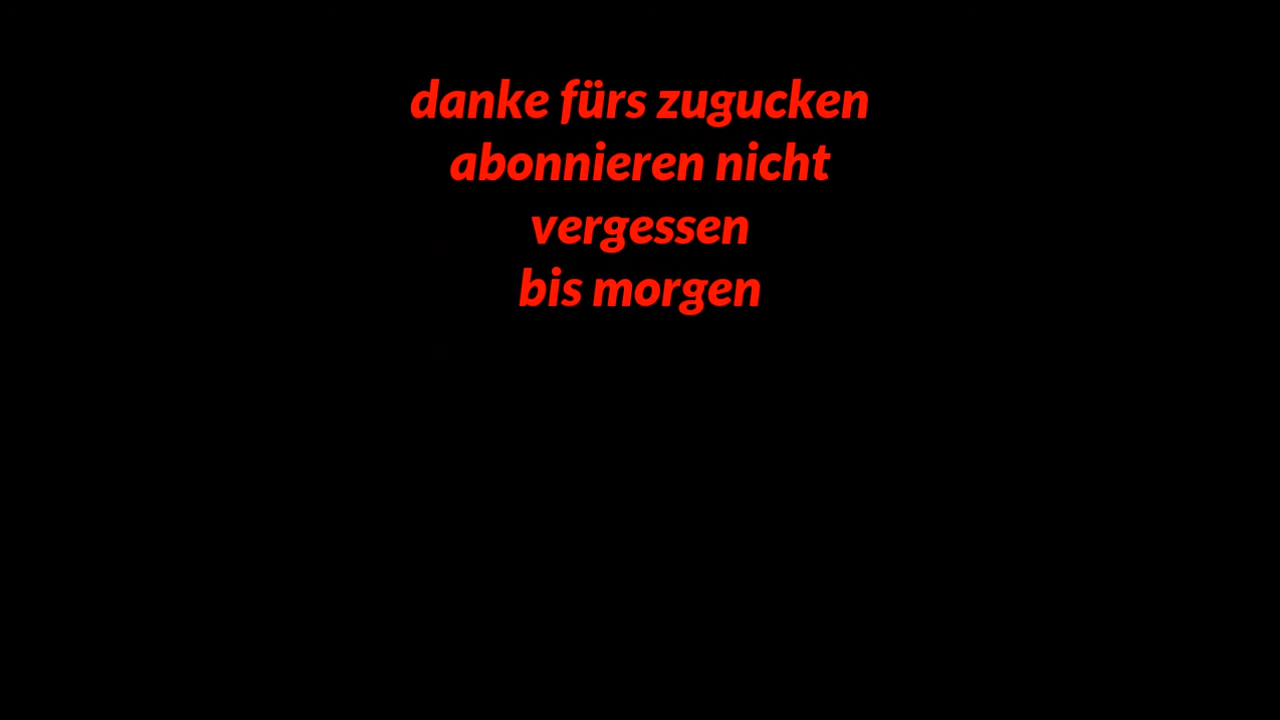 danke fürs zugucken
abonnieren nicht
vergessen
bis morgen